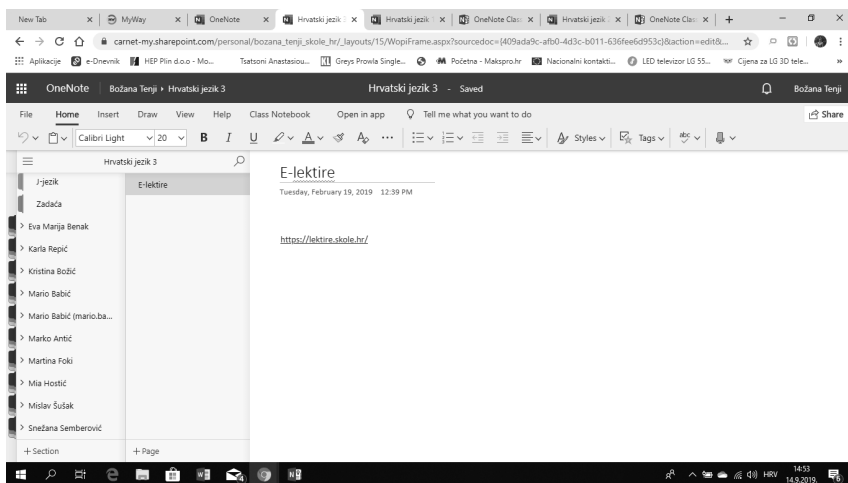 New Tab
MyWay
OneNote
Hrvatski jezik 3
Hrvatski jezik
OneNote Class
Hrvatski jezik
OneNote Class
carnet-my.sharepoint.com/personal/bozana_tenji_skole_hr/_layouts/15/WopiFrame.aspx?sourcedoc={409ada9c-afb0-4d3c-b011-636fee6d953c}&action=edit&...
Aplikacije
e-Dnevnik
HEP Plin d.o.o - Mo...
Tsatsoni Anastasiou...
Greys Prowla Single...
Početna - Makspro.hr
Nacionalni kontakti...
LED televizor LG 55...
Cijena za LG 3D tele...
OneNote
Božana Tenji › Hrvatski jezik 3
Hrvatski jezik 3 - Saved
Božana Tenji
File Home Insert Draw View Help Class Notebook Open in app Tell me what you want to do Share
Calibri Light 20 B I U A Styles Tags abc
Hrvatski jezik 3
J-jezik
Zadaća
Eva Marija Benak
Karla Repić
Kristina Božić
Mario Babić
Mario Babić (mario.ba...
Marko Antić
Martina Foki
Mia Hostić
Mislav Šušak
Snežana Semberović
+ Section
E-lektire
+ Page
E-lektire
Tuesday, February 19, 2019 12:39 PM
https://lektire.skole.hr/
HRV
14:53
14.9.2019.